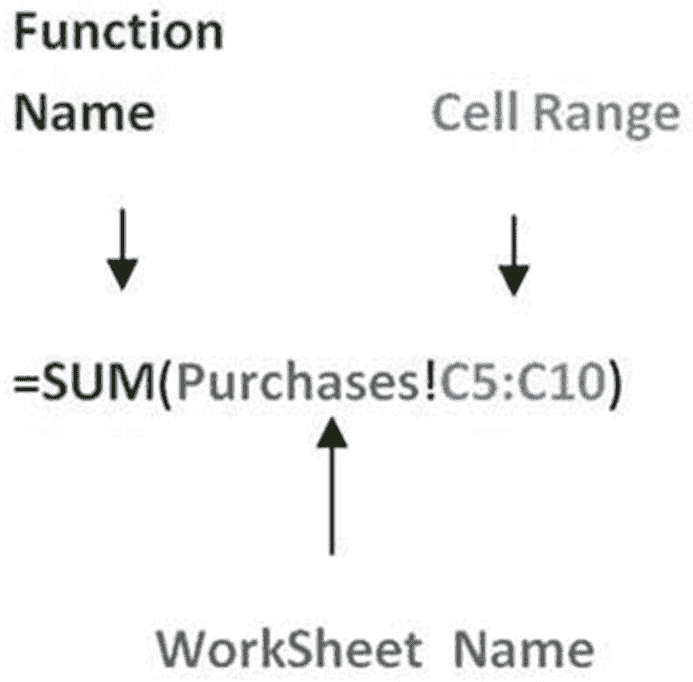 Function
Name
Cell Range
=SUM(Purchases!C5:C10)
WorkSheet Name